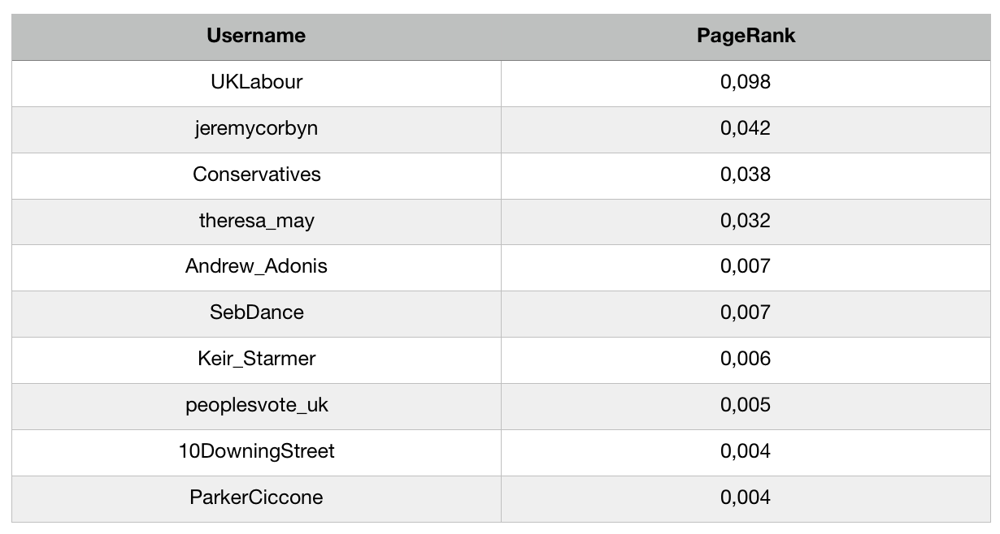 Username PageRank
UKLabour 0,098
jeremycorbyn 0,042
Conservatives 0,038
theresa_may 0,032
Andrew_Adonis 0,007
SebDance 0,007
Keir_Starmer 0,006
peoplesvote_uk 0,005
10DowningStreet 0,004
ParkerCiccone 0,004